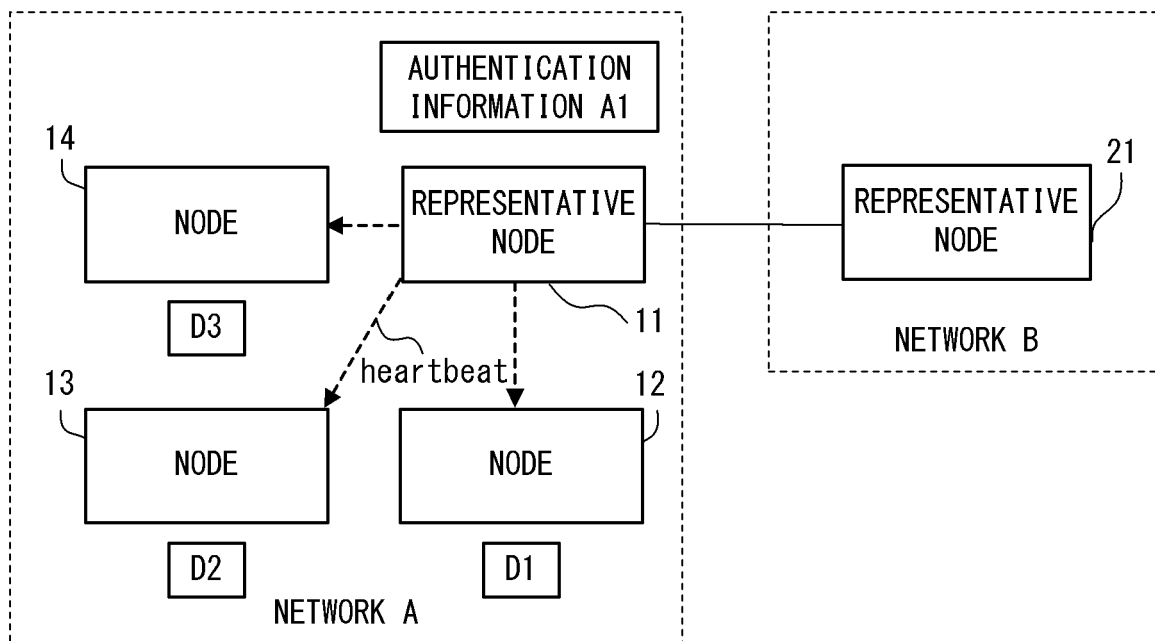 AUTHENTICATION
INFORMATION A1
14
NODE
REPRESENTATIVE
NODE
11
D3
heartbeat
13
NODE
12
NODE
D2
D1
NETWORK A
REPRESENTATIVE
NODE
21
NETWORK B